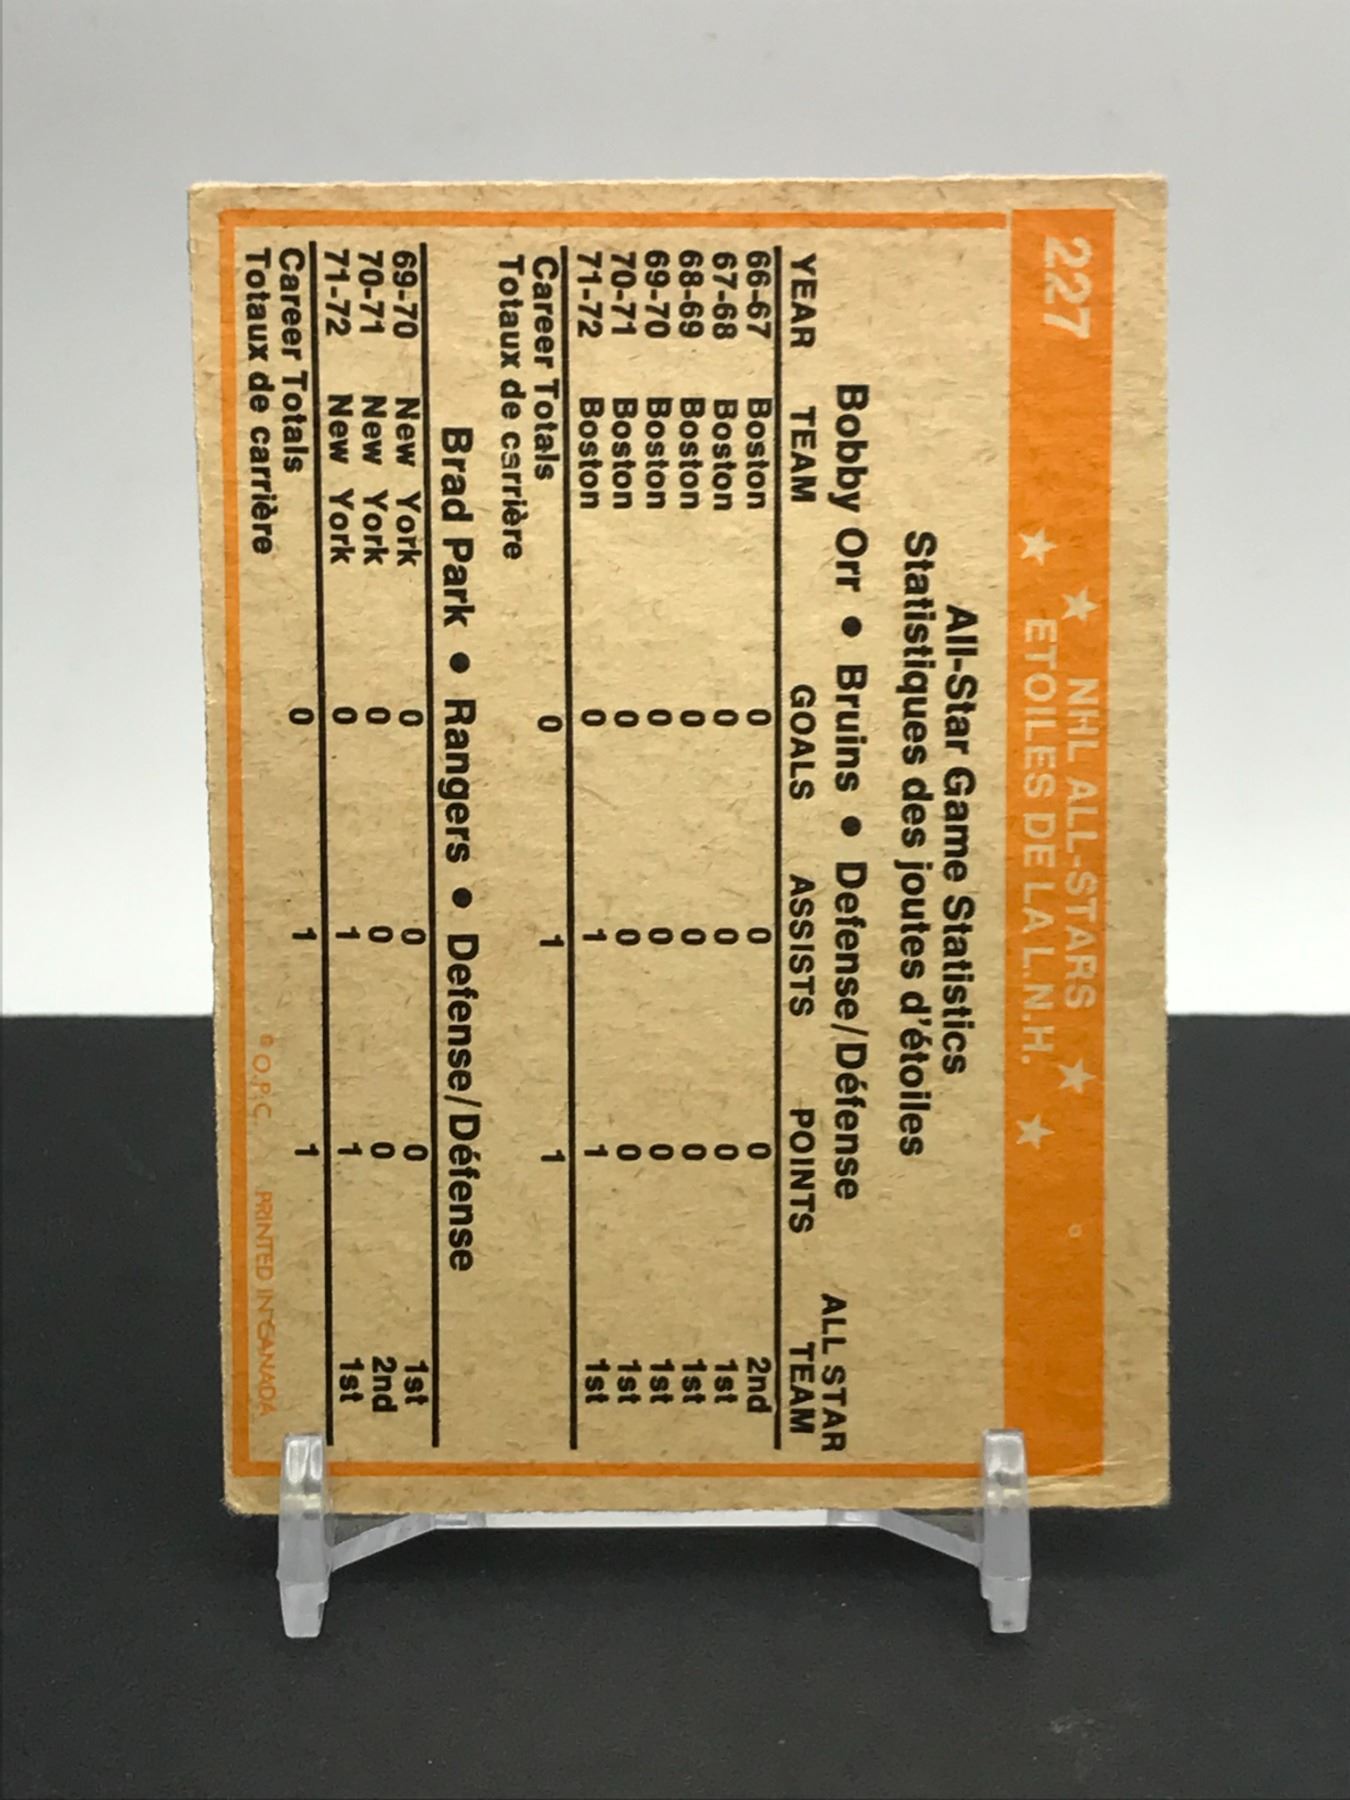 227
★ NHL ALL-STARS ★
★ ETOILES DE LA L.N.H. ★
All-Star Game Statistics
Statistiques des joutes d'étoiles
Bobby Orr ● Bruins ● Defense/Défense
YEAR TEAM GOALS ASSISTS POINTS ALL STAR TEAM
66-67 Boston 0 0 0 2nd
67-68 Boston 0 0 0 1st
68-69 Boston 0 0 0 1st
69-70 Boston 0 0 0 1st
70-71 Boston 0 0 0 1st
71-72 Boston 0 1 1 1st
Career Totals 0 1 1
Totaux de carrière
Brad Park ● Rangers ● Defense/Défense
69-70 New York 0 0 0 1st
70-71 New York 0 0 0 2nd
71-72 New York 0 1 1 1st
Career Totals 0 1 1
Totaux de carrière
© O.P.C. PRINTED IN CANADA